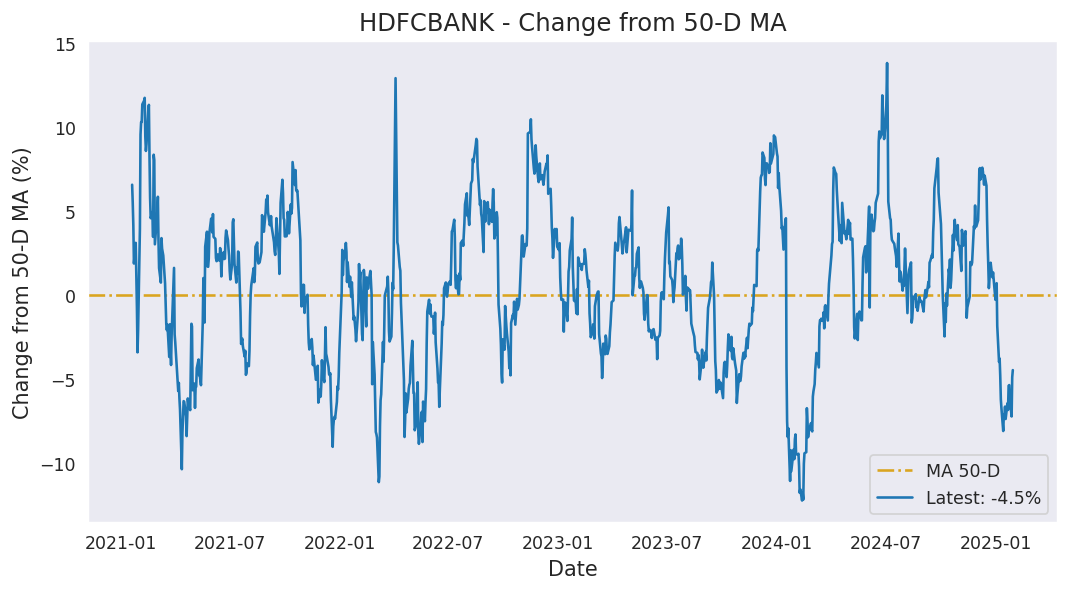 HDFCBANK - Change from 50-D MA
Change from 50-D MA (%)
15
10
5
0
−5
−10
MA 50-D
Latest: -4.5%
2021-01 2021-07 2022-01 2022-07 2023-01 2023-07 2024-01 2024-07 2025-01
Date